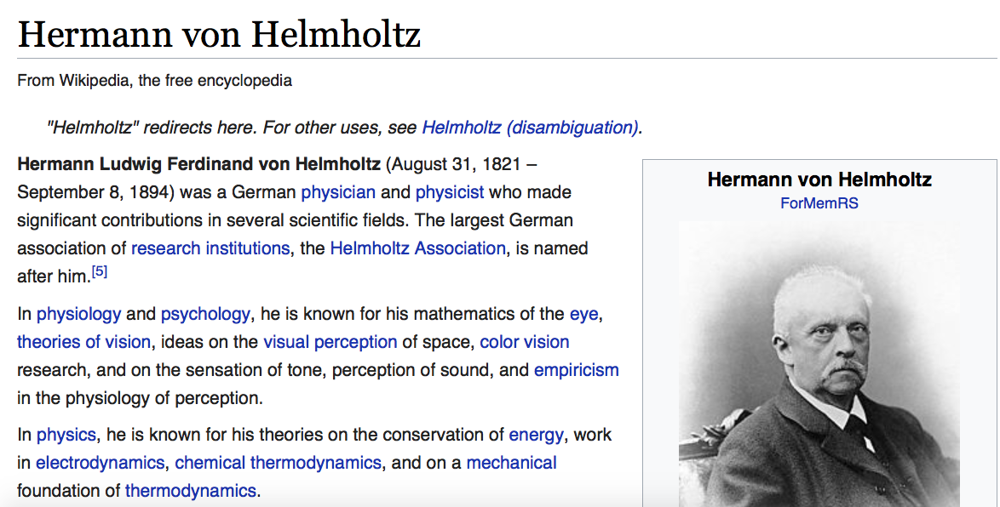 Hermann von Helmholtz
From Wikipedia, the free encyclopedia
"Helmholtz" redirects here. For other uses, see Helmholtz (disambiguation).
Hermann Ludwig Ferdinand von Helmholtz (August 31, 1821 –
September 8, 1894) was a German physician and physicist who made
significant contributions in several scientific fields. The largest German
association of research institutions, the Helmholtz Association, is named
after him.[5]
In physiology and psychology, he is known for his mathematics of the eye,
theories of vision, ideas on the visual perception of space, color vision
research, and on the sensation of tone, perception of sound, and empiricism
in the physiology of perception.
In physics, he is known for his theories on the conservation of energy, work
in electrodynamics, chemical thermodynamics, and on a mechanical
foundation of thermodynamics.
Hermann von Helmholtz
ForMemRS